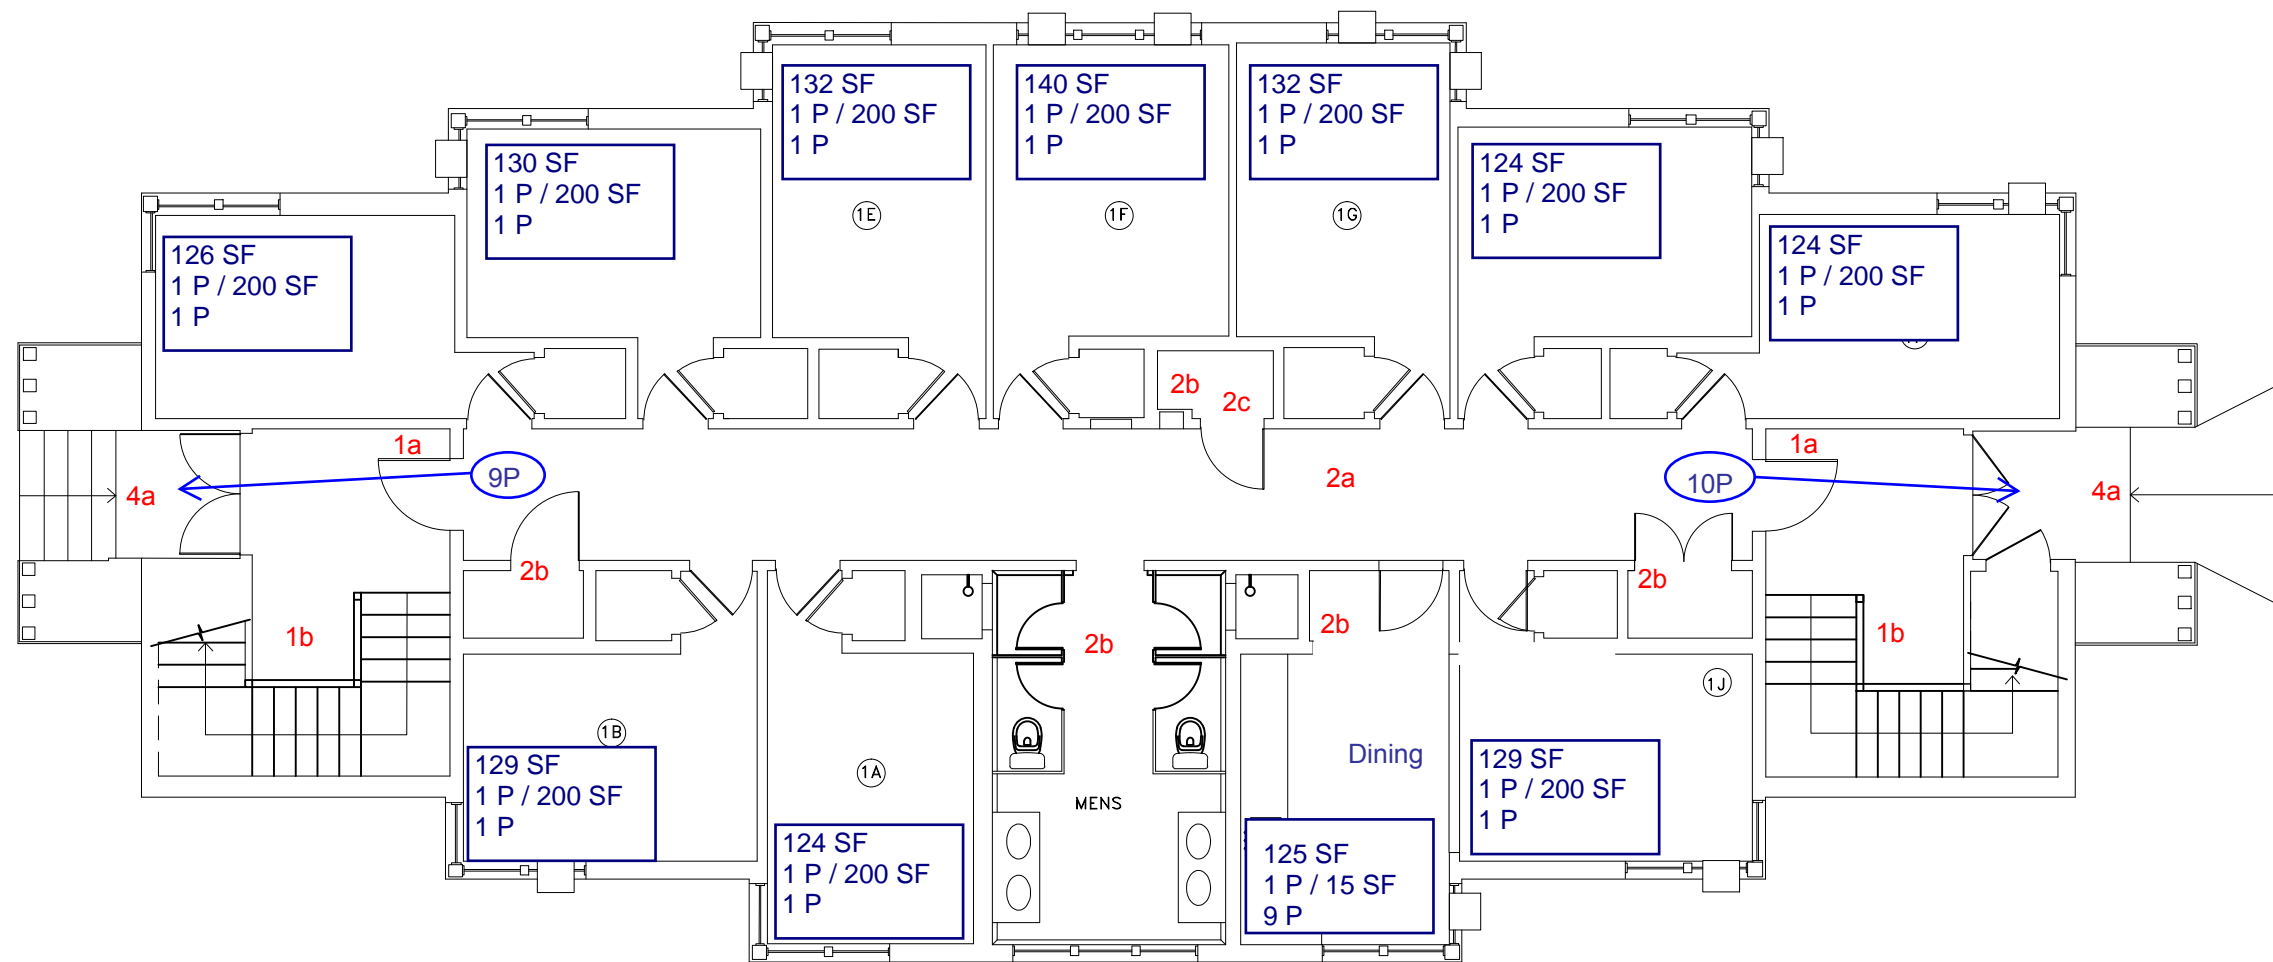 132 SF
1 P / 200 SF
1 P
140 SF
1 P / 200 SF
1 P
132 SF
1 P / 200 SF
1 P
130 SF
1 P / 200 SF
1 P
124 SF
1 P / 200 SF
1 P
126 SF
1 P / 200 SF
1 P
124 SF
1 P / 200 SF
1 P
1E
1F
1G
2b
2c
1a
1a
9P
2a
10P
4a
4a
2b
2b
1b
2b
2b
1b
1J
1B
1A
Dining
MENS
129 SF
1 P / 200 SF
1 P
124 SF
1 P / 200 SF
1 P
125 SF
1 P / 15 SF
9 P
129 SF
1 P / 200 SF
1 P